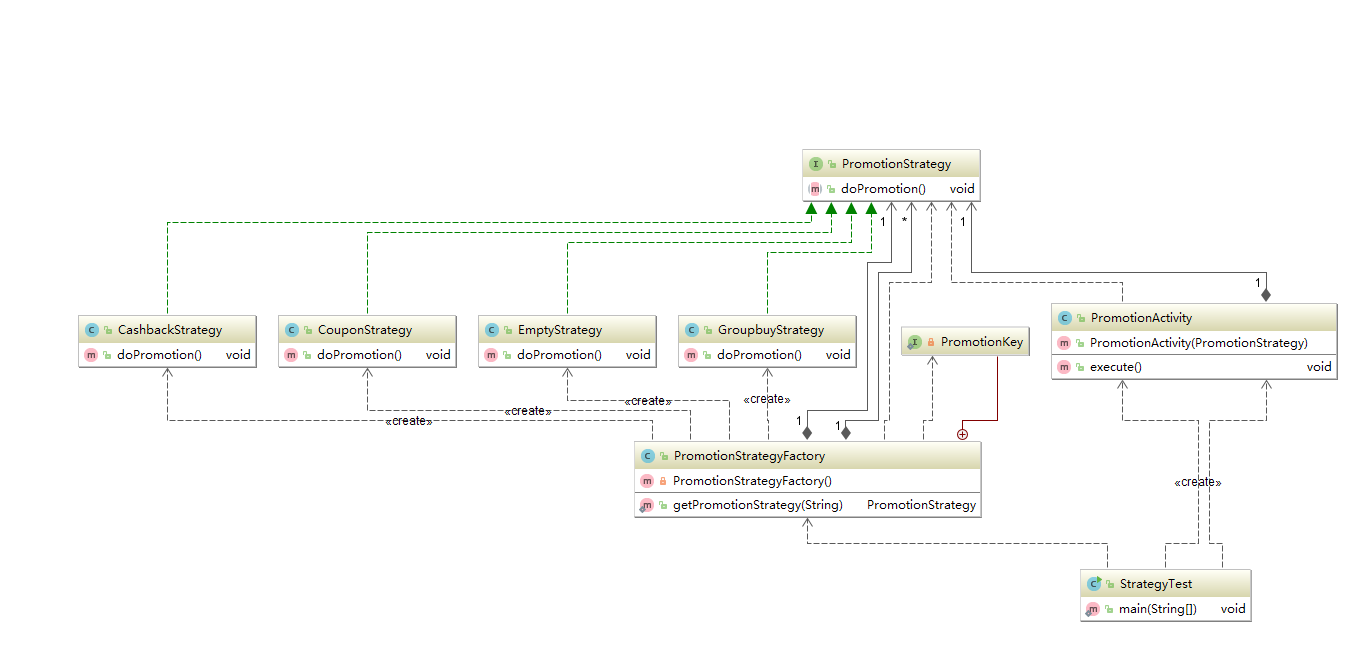 PromotionStrategy
doPromotion() void
1 * 1
1
CashbackStrategy
doPromotion() void
CouponStrategy
doPromotion() void
EmptyStrategy
doPromotion() void
GroupbuyStrategy
doPromotion() void
PromotionKey
PromotionActivity
PromotionActivity(PromotionStrategy)
execute() void
«create»
«create»
«create»
«create»
1
1
PromotionStrategyFactory
PromotionStrategyFactory()
getPromotionStrategy(String) PromotionStrategy
«create»
StrategyTest
main(String[]) void